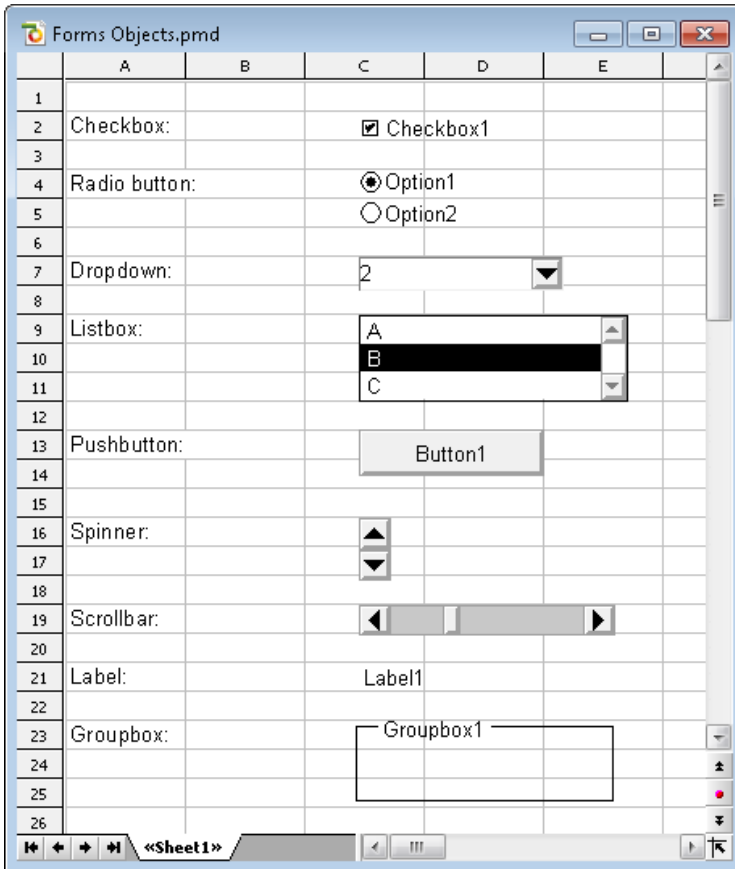 Forms Objects.pmd
A B C D E
1
2 Checkbox: Checkbox1
3
4 Radio button: Option1
5 Option2
6
7 Dropdown: 2
8
9 Listbox: A
10 B
11 C
12
13 Pushbutton: Button1
14
15
16 Spinner:
17
18
19 Scrollbar:
20
21 Label: Label1
22
23 Groupbox: Groupbox1
24
25
26
«Sheet1»